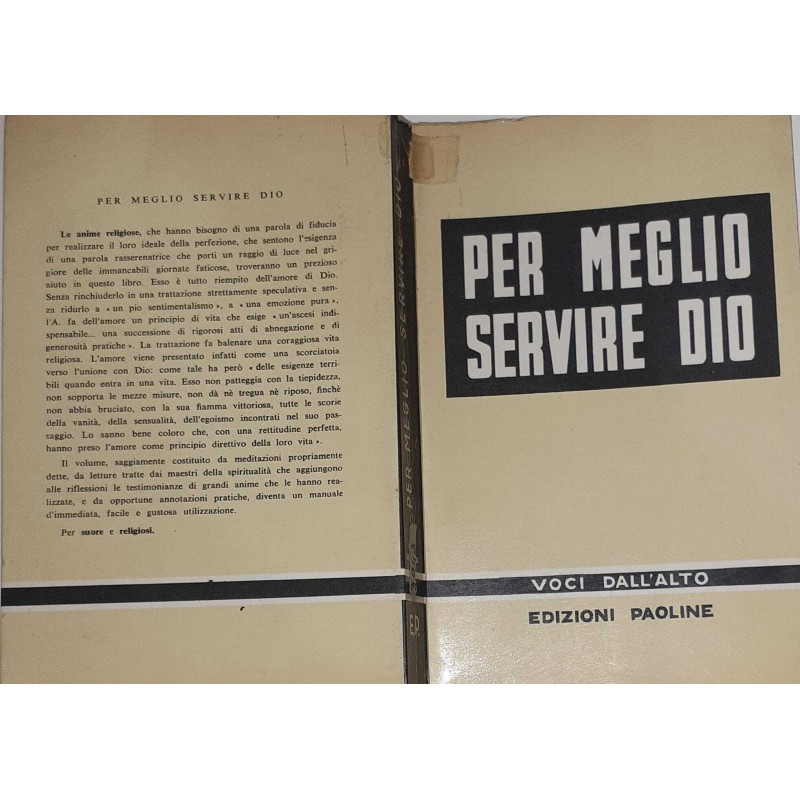 PER MEGLIO SERVIRE DIO
Le anime religiose, che hanno bisogno di una parola di fiducia
per realizzare il loro ideale della perfezione, che sentono l'esigenza
di una parola rasserenatrice che porti un raggio di luce nel gri-
giore delle immancabili giornate faticose, troveranno un prezioso
aiuto in questo libro. Esso è tutto riempito dell'amore di Dio.
Senza rinchiuderlo in una trattazione strettamente speculativa e sen-
za ridurlo a « un pio sentimentalismo », a « una emozione pura »,
l'A. fa dell'amore un principio di vita che esige « un'ascesi indi-
spensabile... una successione di rigorosi atti di abnegazione e di
generosità pratiche ». La trattazione fa balenare una coraggiosa vita
religiosa. L'amore viene presentato infatti come una scorciatoia
verso l'unione con Dio: come tale ha però « delle esigenze terri-
bili quando entra in una vita. Esso non patteggia con la tiepidezza,
non sopporta le mezze misure, non dà nè tregua nè riposo, finchè
non abbia bruciato, con la sua fiamma vittoriosa, tutte le scorie
della vanità, della sensualità, dell'egoismo incontrati nel suo pas-
saggio. Lo sanno bene coloro che, con una rettitudine perfetta,
hanno preso l'amore come principio direttivo della loro vita ».
Il volume, saggiamente costituito da meditazioni propriamente
dette, da letture tratte dai maestri della spiritualità che aggiungono
alle riflessioni le testimonianze di grandi anime che le hanno rea-
lizzate, e da opportune annotazioni pratiche, diventa un manuale
d'immediata, facile e gustosa utilizzazione.
Per suore e religiosi.
PER MEGLIO SERVIRE DIO
EP
PER MEGLIO
SERVIRE DIO
VOCI DALL'ALTO
EDIZIONI PAOLINE